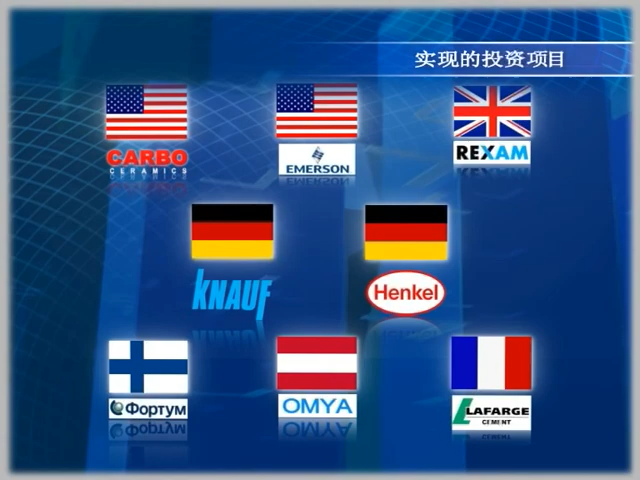 实现的投资项目
CARBO
CERAMICS
EMERSON
REXAM
KNAUF
Henkel
Фортум
OMYA
LAFARGE
CEMENT